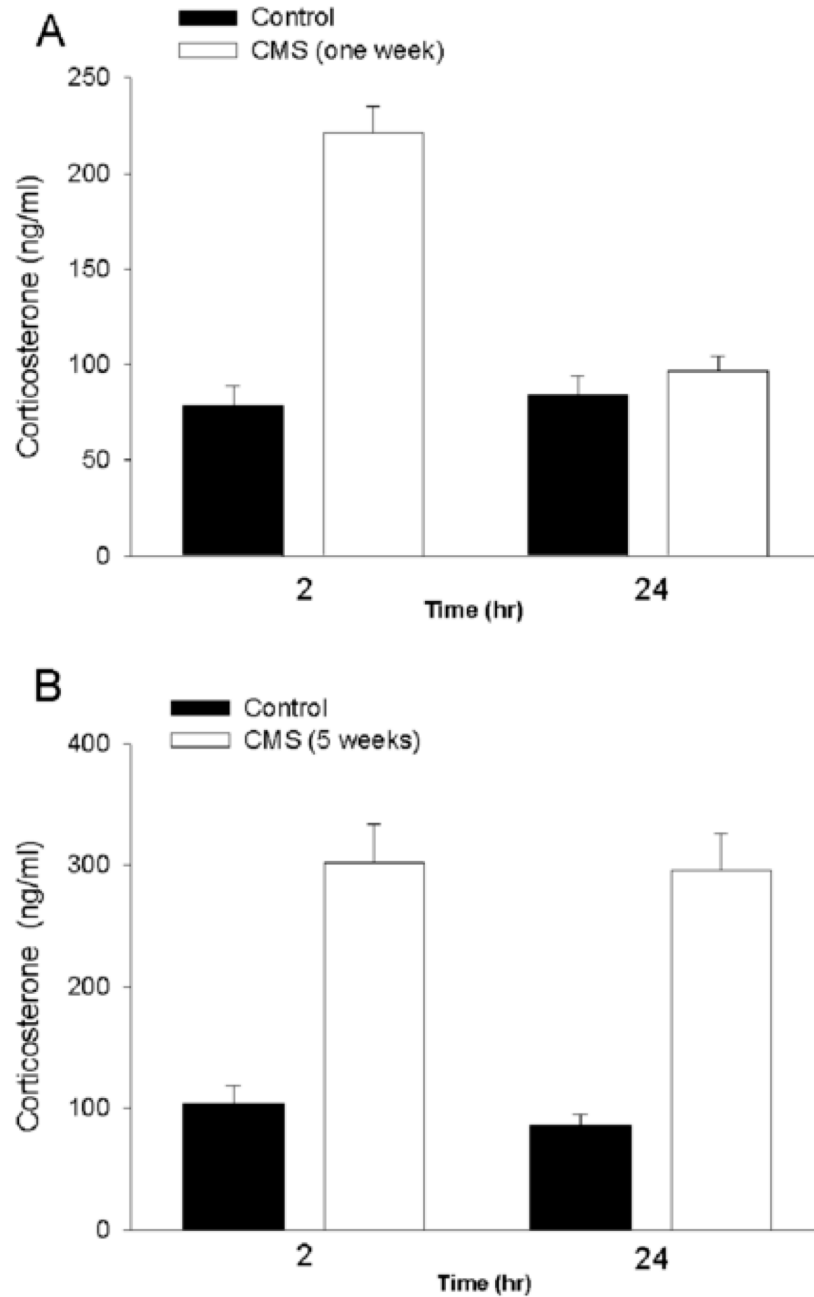 A
Control
CMS (one week)
250
200
150
100
50
0
Corticosterone (ng/ml)
2
24
Time (hr)
B
Control
CMS (5 weeks)
400
300
200
100
0
Corticosterone (ng/ml)
2
24
Time (hr)